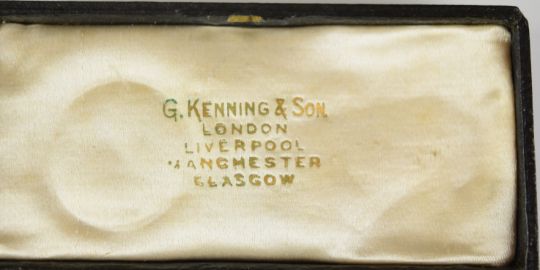 G. KENNING & SON.
LONDON
LIVERPOOL
MANCHESTER
GLASGOW